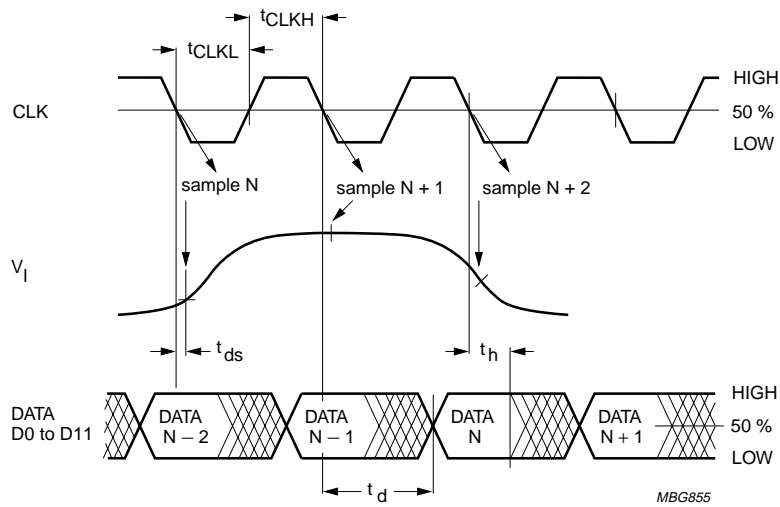 tCLKH
tCLKL
HIGH
CLK
50 %
LOW
sample N
sample N + 1
sample N + 2
VI
tds
th
HIGH
DATA
D0 to D11
DATA
N − 2
DATA
N − 1
DATA
N
DATA
N + 1
50 %
LOW
td
MBG855